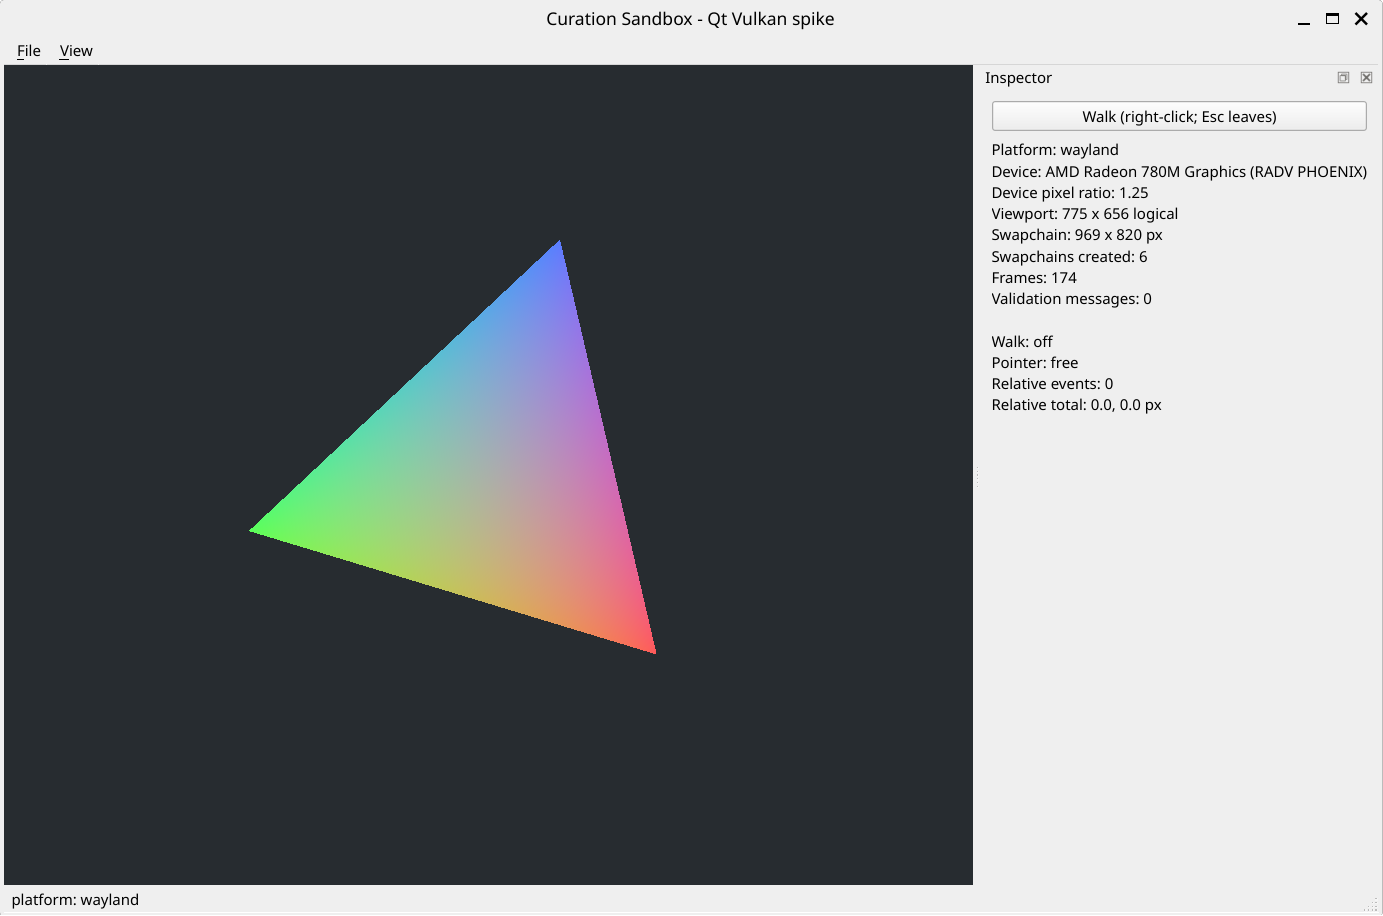 Curation Sandbox - Qt Vulkan spike
File View
Inspector
Walk (right-click; Esc leaves)
Platform: wayland
Device: AMD Radeon 780M Graphics (RADV PHOENIX)
Device pixel ratio: 1.25
Viewport: 775 x 656 logical
Swapchain: 969 x 820 px
Swapchains created: 6
Frames: 174
Validation messages: 0
Walk: off
Pointer: free
Relative events: 0
Relative total: 0.0, 0.0 px
platform: wayland